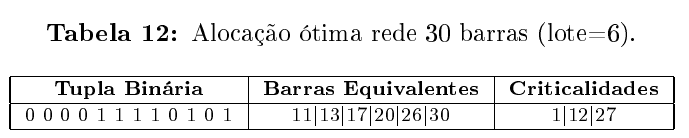 Tabela 12: Alocação ótima rede 30 barras (lote=6).
Tupla Binária Barras Equivalentes Criticalidades
0 0 0 0 1 1 1 1 0 1 0 1 11|13|17|20|26|30 1|12|27